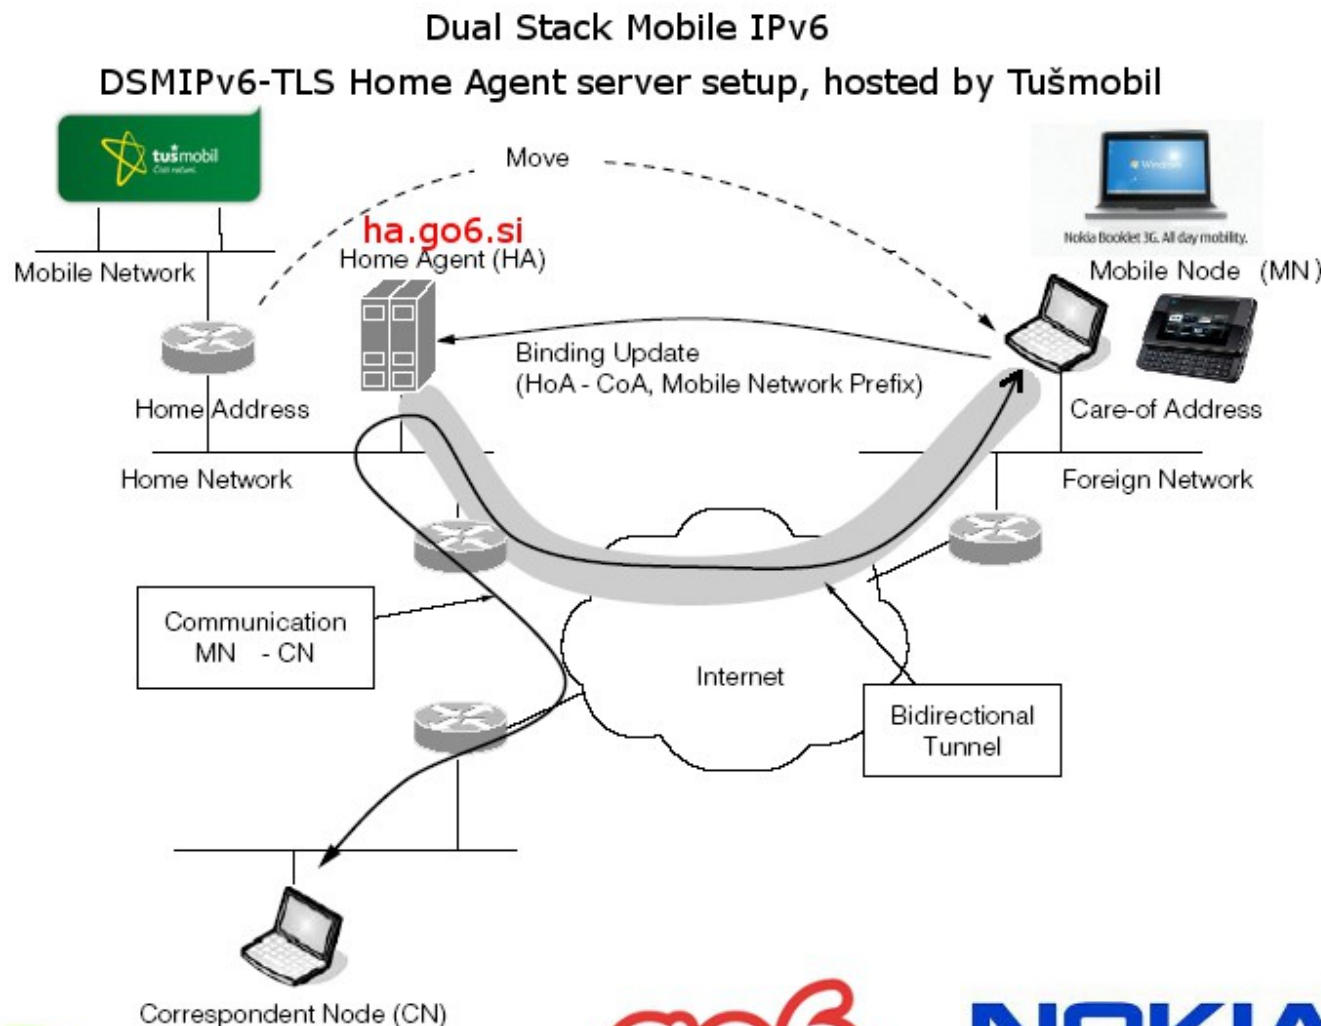 Dual Stack Mobile IPv6
DSMIPv6-TLS Home Agent server setup, hosted by Tušmobil
tušmobil
Move
ha.go6.si
Home Agent (HA)
Nokia Booklet 3G. All day mobility.
Mobile Network
Mobile Node (MN)
Binding Update
(HoA - CoA, Mobile Network Prefix)
Home Address
Care-of Address
Home Network
Foreign Network
Communication
MN - CN
Internet
Bidirectional
Tunnel
Correspondent Node (CN)
go6
NOKIA